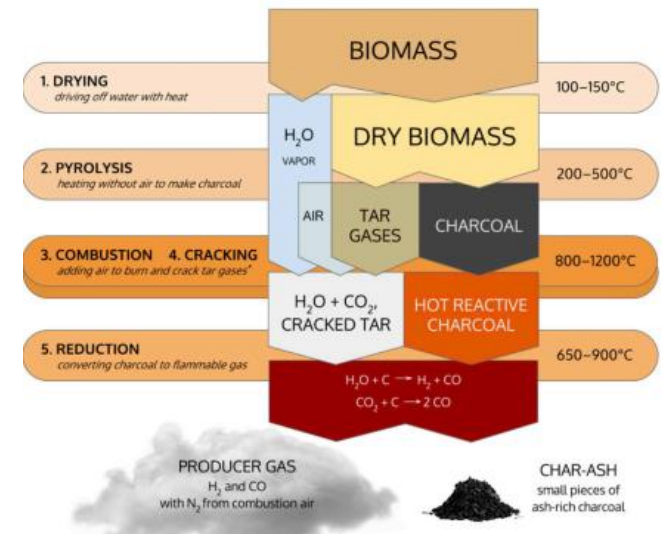 BIOMASS
1. DRYING
driving off water with heat
100–150°C
H₂O
VAPOR
DRY BIOMASS
2. PYROLYSIS
heating without air to make charcoal
200–500°C
AIR
TAR
GASES
CHARCOAL
3. COMBUSTION 4. CRACKING
adding air to burn and crack tar gases*
800–1200°C
H₂O + CO₂,
CRACKED TAR
HOT REACTIVE
CHARCOAL
5. REDUCTION
converting charcoal to flammable gas
650–900°C
H₂O + C → H₂ + CO
CO₂ + C → 2 CO
PRODUCER GAS
H₂ and CO
with N₂ from combustion air
CHAR-ASH
small pieces of
ash-rich charcoal